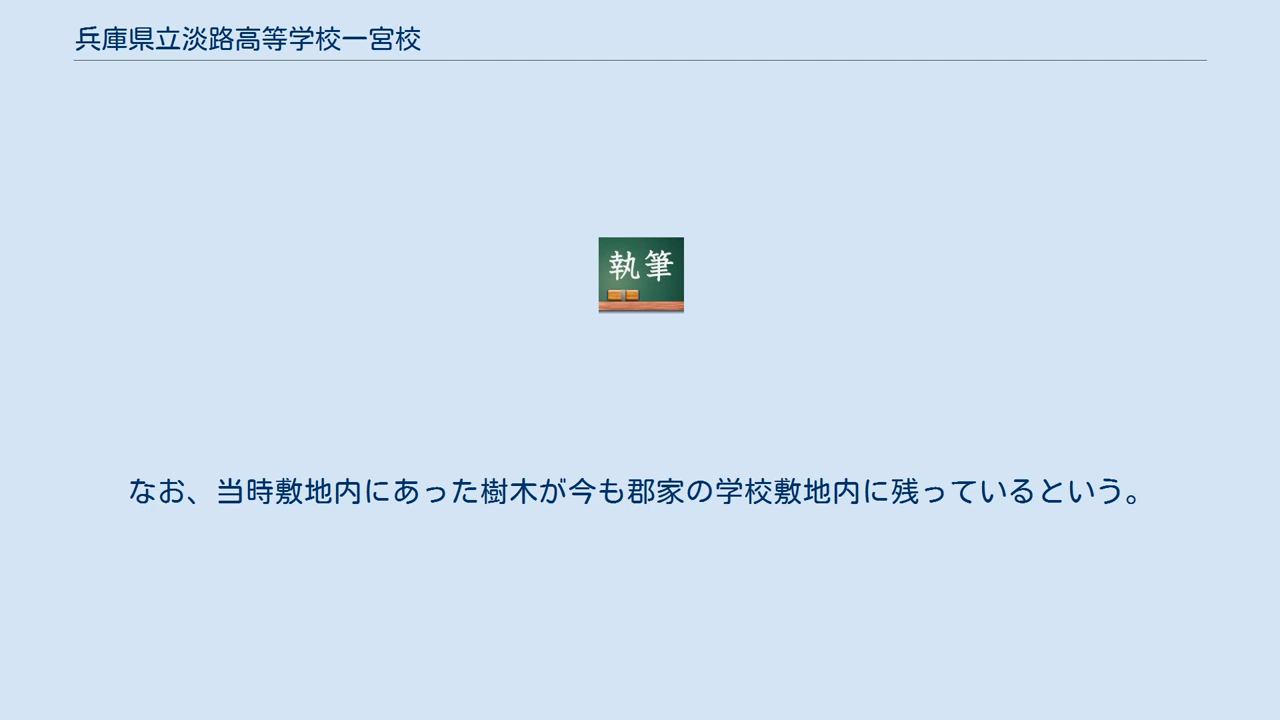 兵庫県立淡路高等学校一宮校
執筆
なお、当時敷地内にあった樹木が今も郡家の学校敷地内に残っているという。